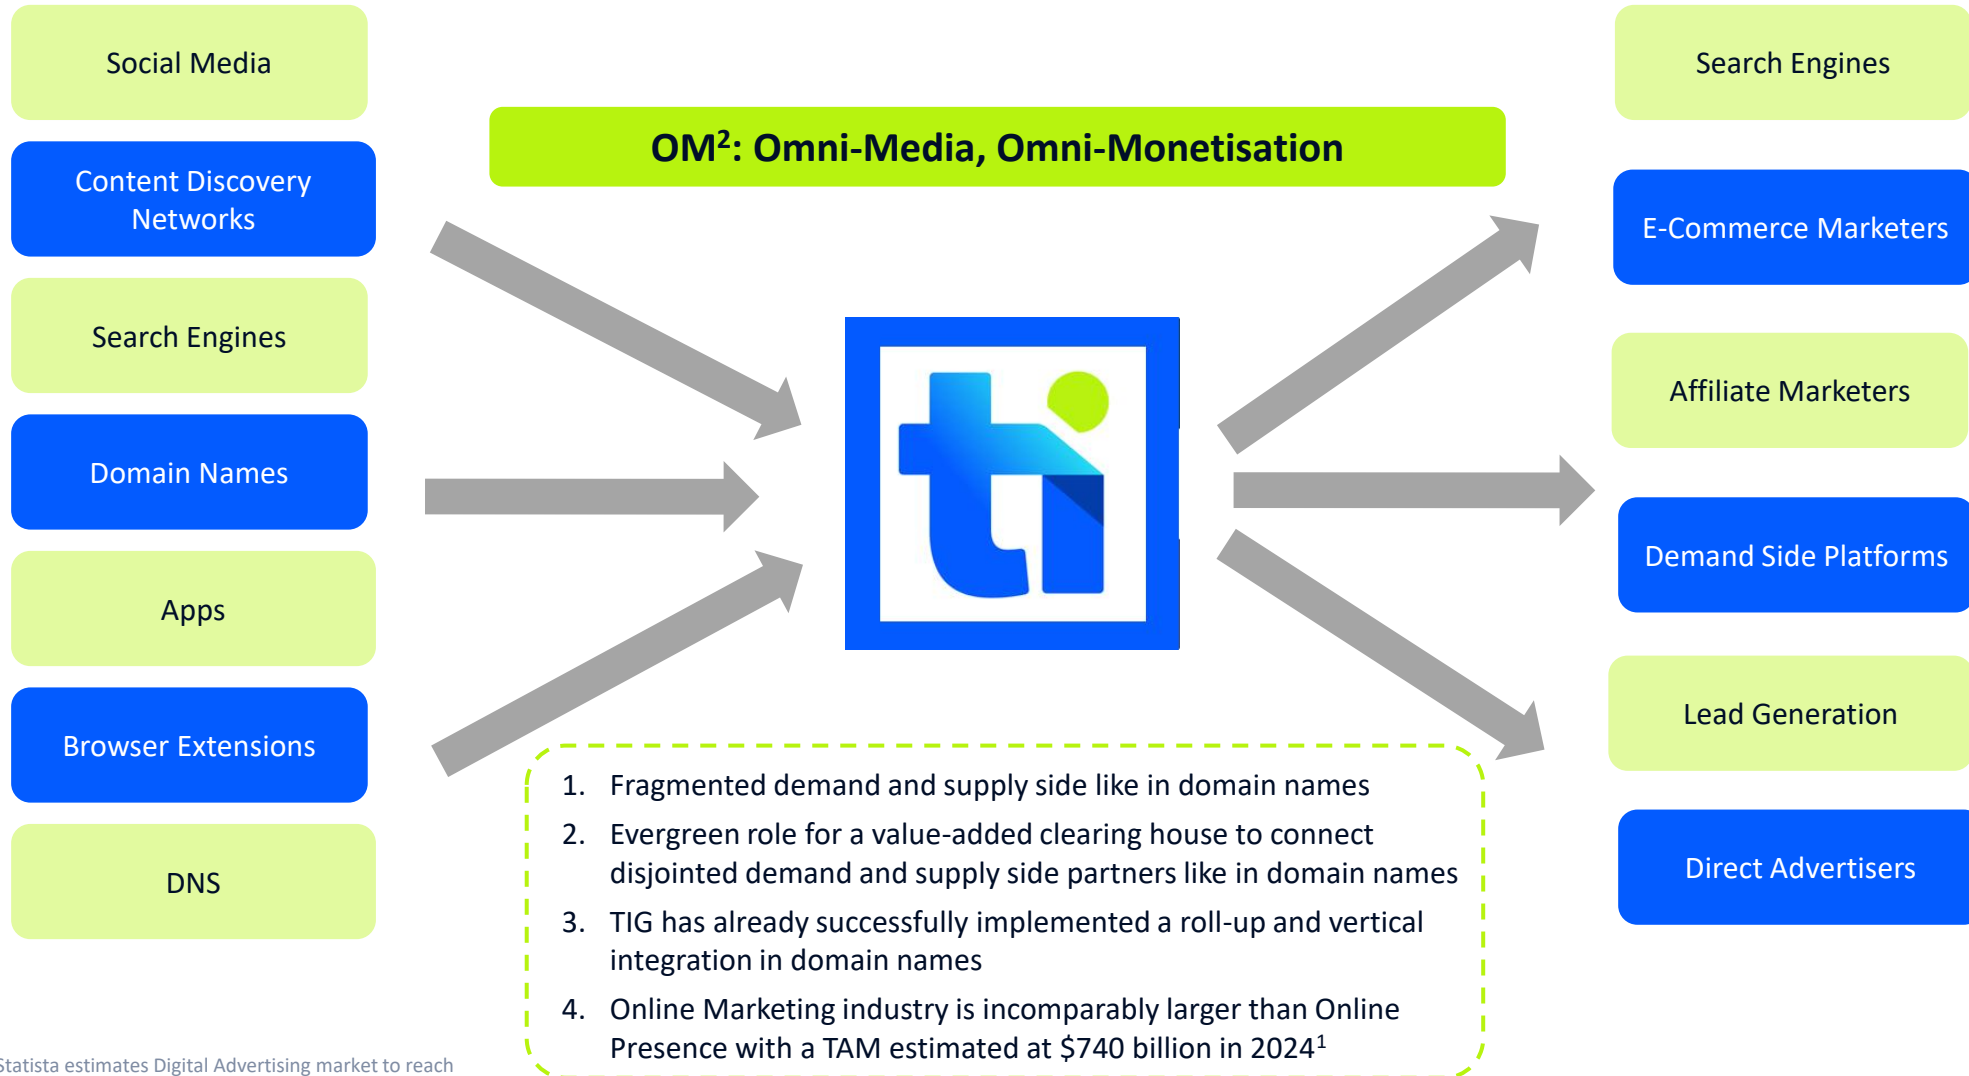 Social Media
Content Discovery
Networks
Search Engines
Domain Names
Apps
Browser Extensions
DNS
OM²: Omni-Media, Omni-Monetisation
ti
1. Fragmented demand and supply side like in domain names
2. Evergreen role for a value-added clearing house to connect
disjointed demand and supply side partners like in domain names
3. TIG has already successfully implemented a roll-up and vertical
integration in domain names
4. Online Marketing industry is incomparably larger than Online
Presence with a TAM estimated at $740 billion in 2024¹
Search Engines
E-Commerce Marketers
Affiliate Marketers
Demand Side Platforms
Lead Generation
Direct Advertisers
Statista estimates Digital Advertising market to reach